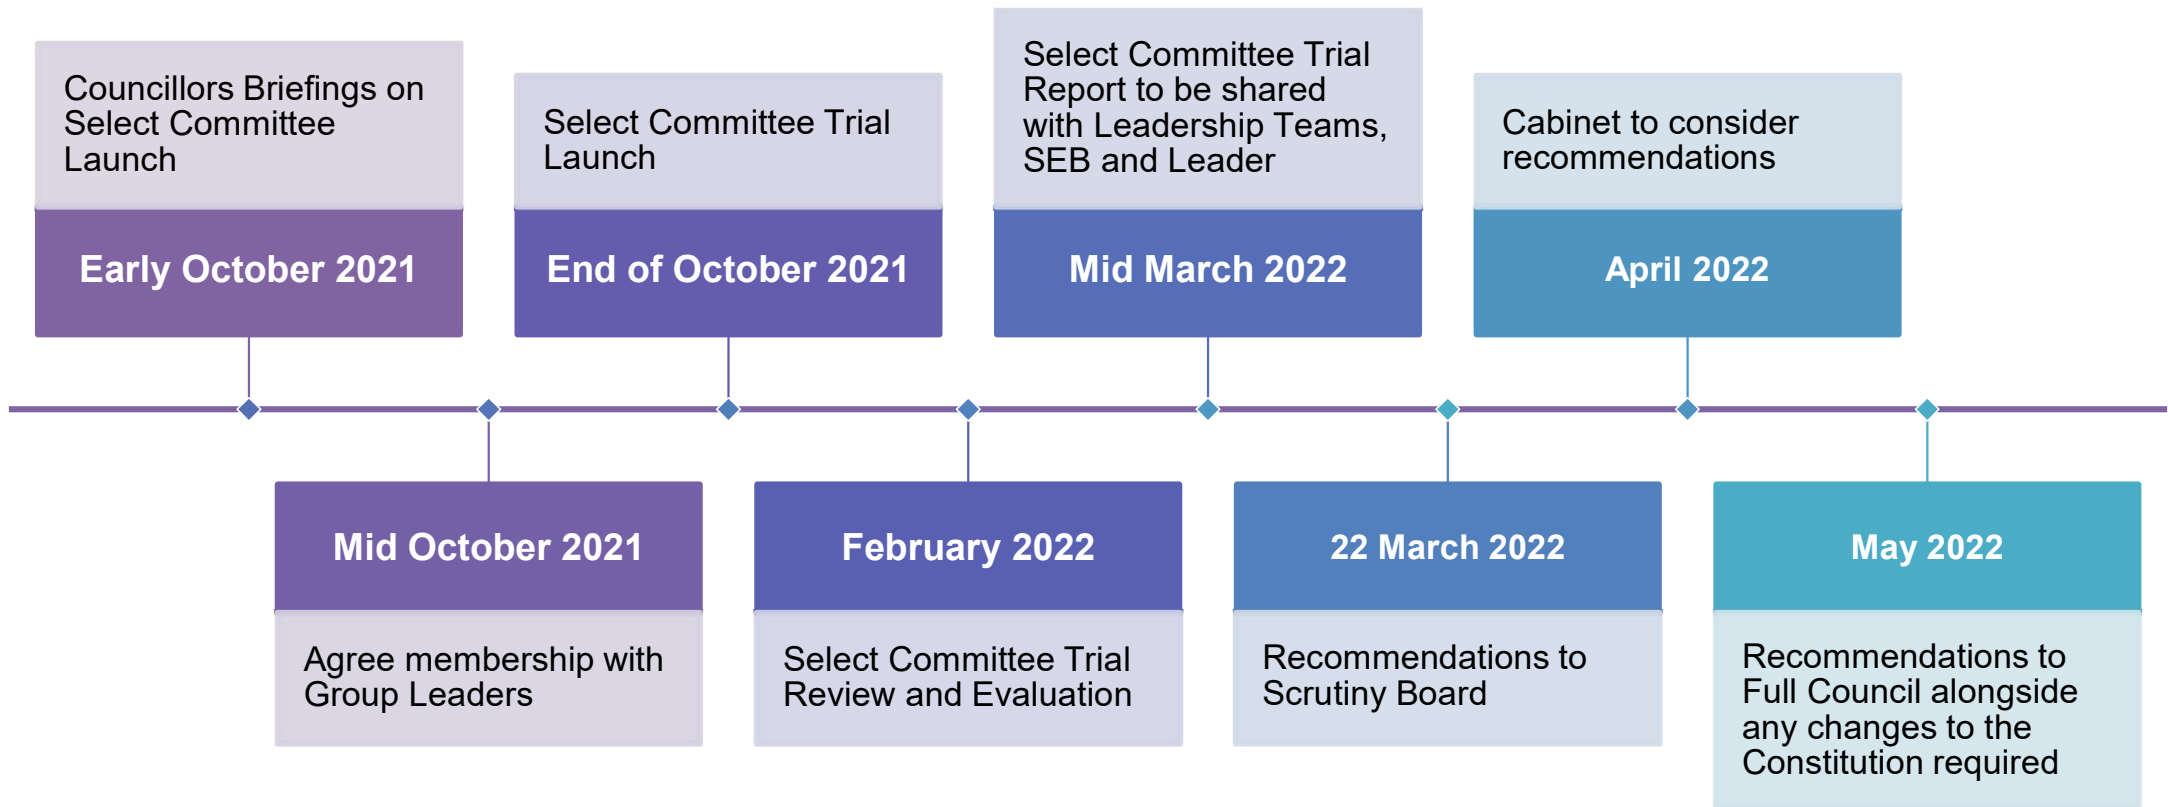 Councillors Briefings on
Select Committee
Launch
Early October 2021
Mid October 2021
Agree membership with
Group Leaders
Select Committee Trial
Launch
End of October 2021
February 2022
Select Committee Trial
Review and Evaluation
Select Committee Trial
Report to be shared
with Leadership Teams,
SEB and Leader
Mid March 2022
22 March 2022
Recommendations to
Scrutiny Board
Cabinet to consider
recommendations
April 2022
May 2022
Recommendations to
Full Council alongside
any changes to the
Constitution required